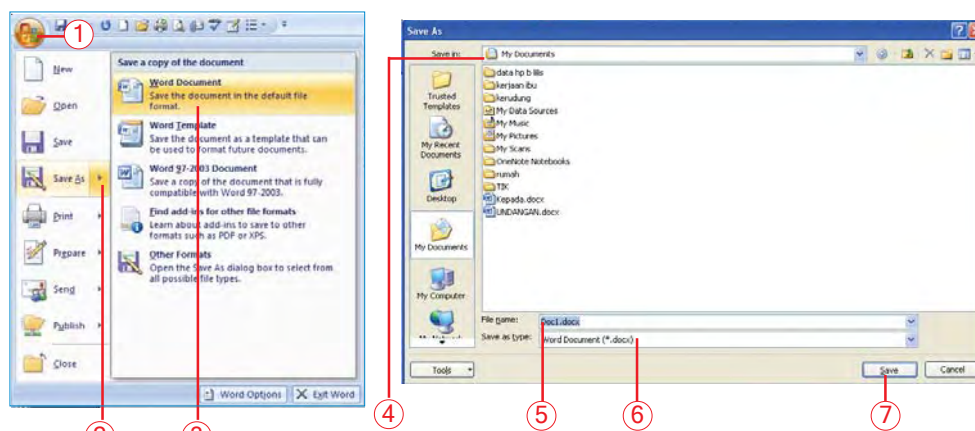 1
New
Open
Save
Save As
Print
Prepare
Send
Publish
Close
Save a copy of the document
Word Document
Save the document in the default file
format.
Word Template
Save the document as a template that can
be used to format future documents.
Word 97-2003 Document
Save a copy of the document that is fully
compatible with Word 97-2003.
Find add-ins for other file formats
Learn about add-ins to save to other
formats such as PDF or XPS.
Other Formats
Open the Save As dialog box to select from
all possible file types.
Word Options
Exit Word
Save As
Save in:
My Documents
Trusted
Templates
My Recent
Documents
Desktop
My Documents
My Computer
data hp b lilis
kerjaan ibu
kerudung
My Data Sources
My Music
My Pictures
My Scans
OneNote Notebooks
rumah
TIK
Kepada.docx
UNDANGAN.docx
File name:
Doc1.docx
Save as type:
Word Document (*.docx)
Tools
Save
Cancel
4
5
6
7